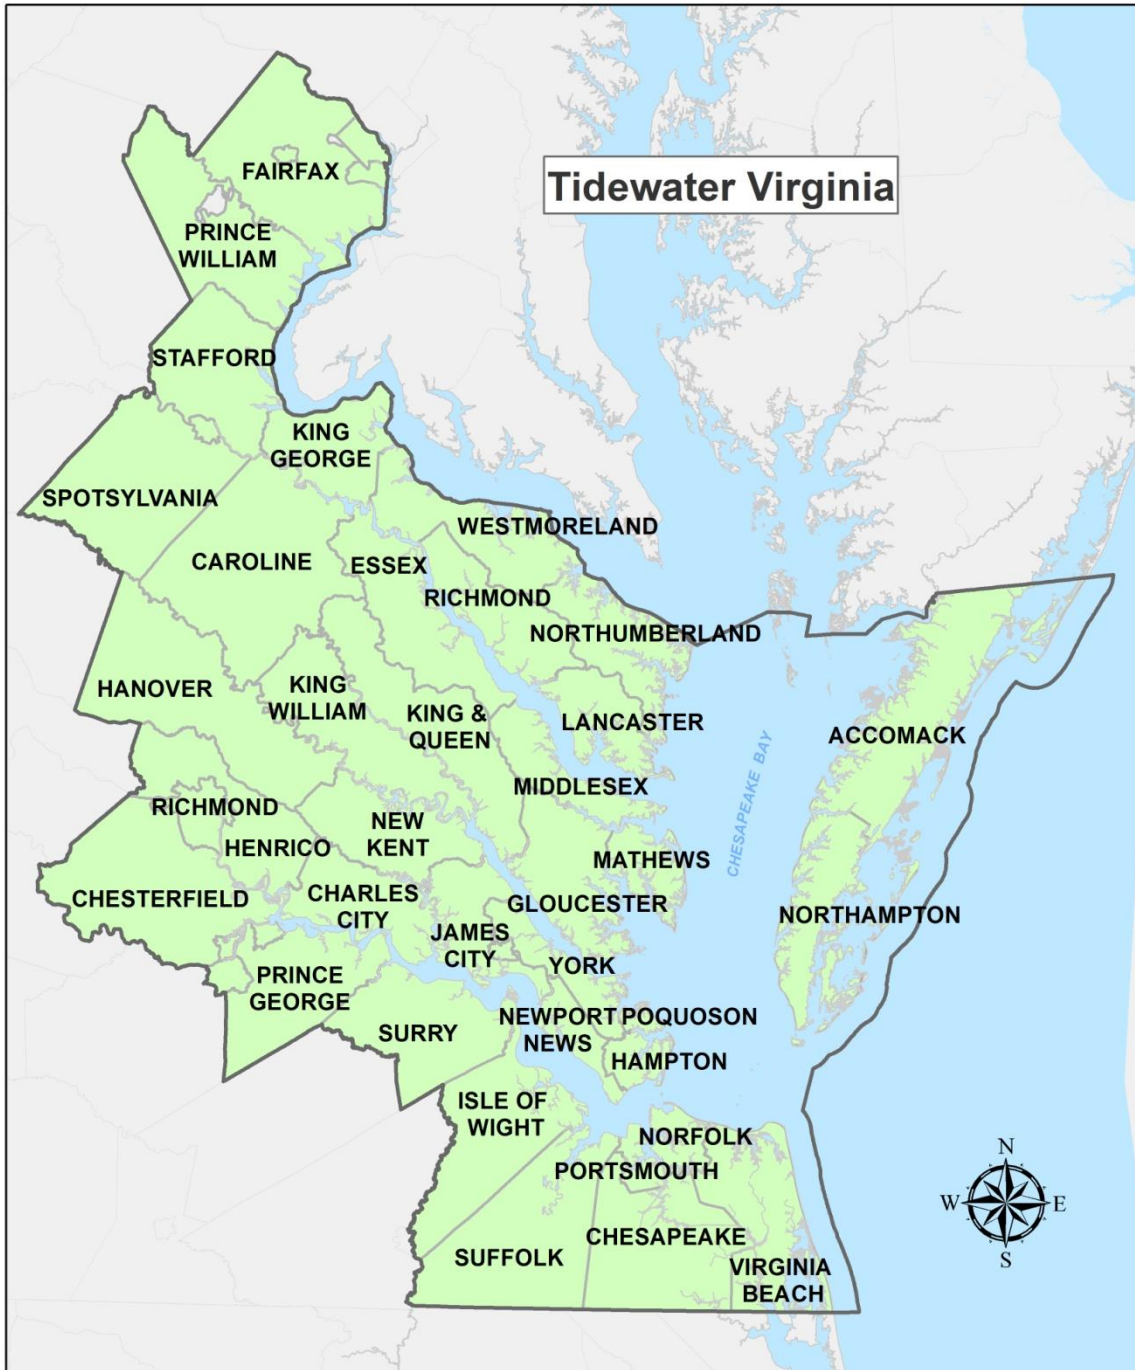 Tidewater Virginia
FAIRFAX
PRINCE
WILLIAM
STAFFORD
KING
GEORGE
SPOTSYLVANIA
WESTMORELAND
CAROLINE
ESSEX
RICHMOND
NORTHUMBERLAND
HANOVER
KING
WILLIAM
KING &
QUEEN
LANCASTER
ACCOMACK
MIDDLESEX
CHESAPEAKE BAY
RICHMOND
HENRICO
NEW
KENT
MATHEWS
CHESTERFIELD
CHARLES
CITY
GLOUCESTER
NORTHAMPTON
JAMES
CITY
YORK
PRINCE
GEORGE
SURRY
NEWPORT
NEWS
POQUOSON
HAMPTON
ISLE OF
WIGHT
NORFOLK
PORTSMOUTH
SUFFOLK
CHESAPEAKE
VIRGINIA
BEACH
N
W
E
S